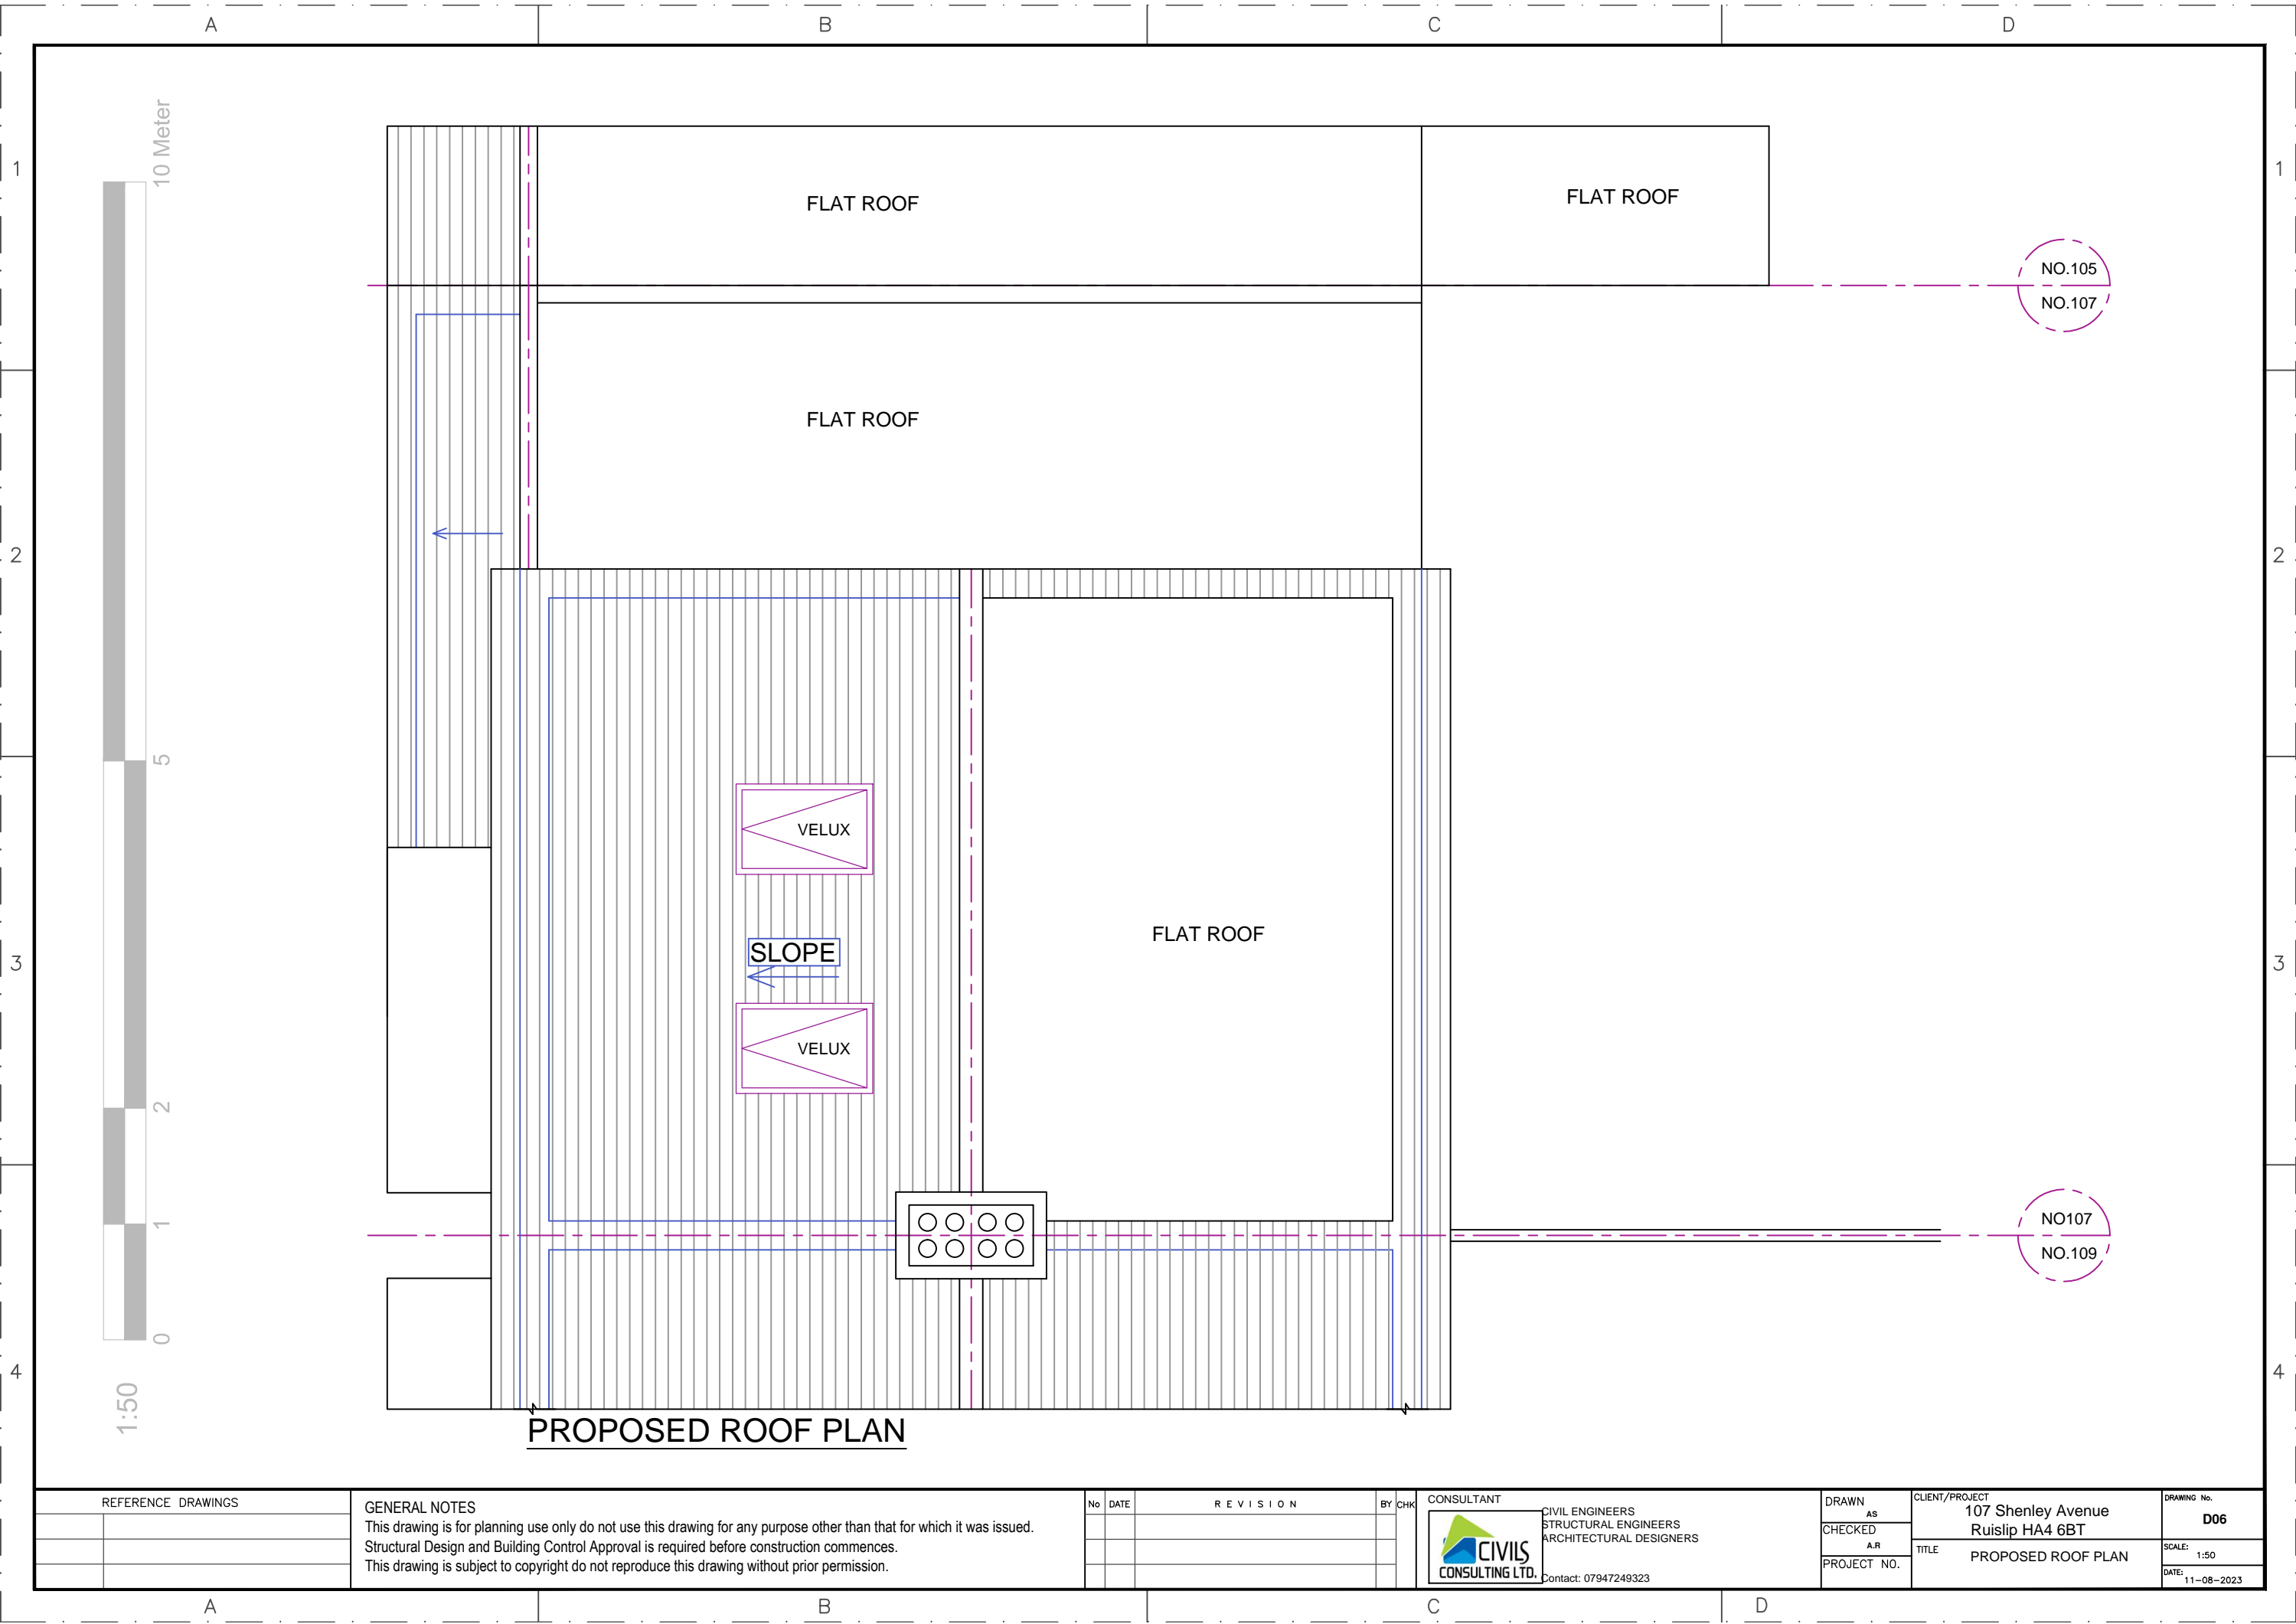 A B C D
1 1
10 Meter
FLAT ROOF
FLAT ROOF
NO.105
NO.107
FLAT ROOF
2 2
5
VELUX
SLOPE
FLAT ROOF
3 3
VELUX
2
1
0
NO107
NO.109
4 4
1:50
PROPOSED ROOF PLAN
REFERENCE DRAWINGS
GENERAL NOTES
This drawing is for planning use only do not use this drawing for any purpose other than that for which it was issued.
Structural Design and Building Control Approval is required before construction commences.
This drawing is subject to copyright do not reproduce this drawing without prior permission.
No DATE REVISION BY CHK
CONSULTANT
CIVILS
CONSULTING LTD.
CIVIL ENGINEERS
STRUCTURAL ENGINEERS
ARCHITECTURAL DESIGNERS
Contact: 07947249323
DRAWN
AS
CHECKED
A.R
PROJECT NO.
CLIENT/PROJECT
107 Shenley Avenue
Ruislip HA4 6BT
TITLE
PROPOSED ROOF PLAN
DRAWING No.
D06
SCALE:
1:50
DATE:
11-08-2023
A B C D